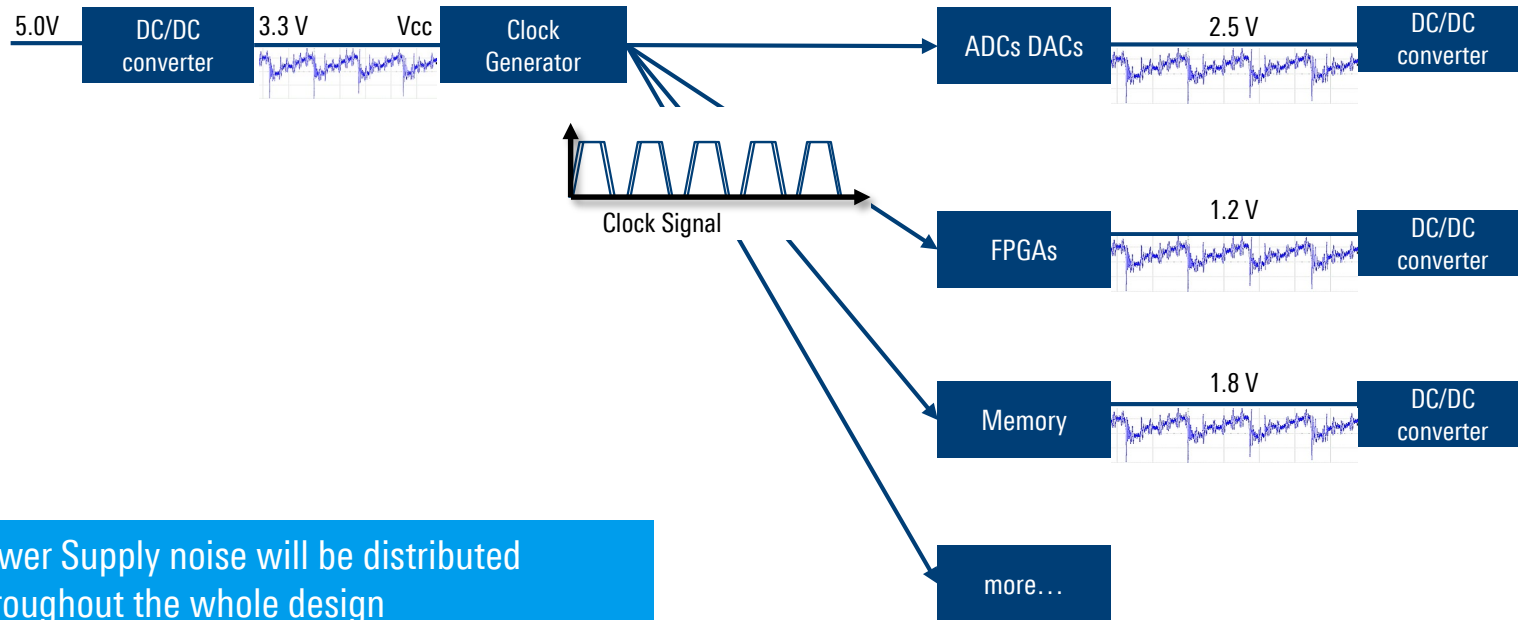 5.0V
DC/DC
converter
3.3 V
Vcc
Clock
Generator
ADCs DACs
2.5 V
DC/DC
converter
Clock Signal
FPGAs
1.2 V
DC/DC
converter
Memory
1.8 V
DC/DC
converter
wer Supply noise will be distributed
roughout the whole design
more...